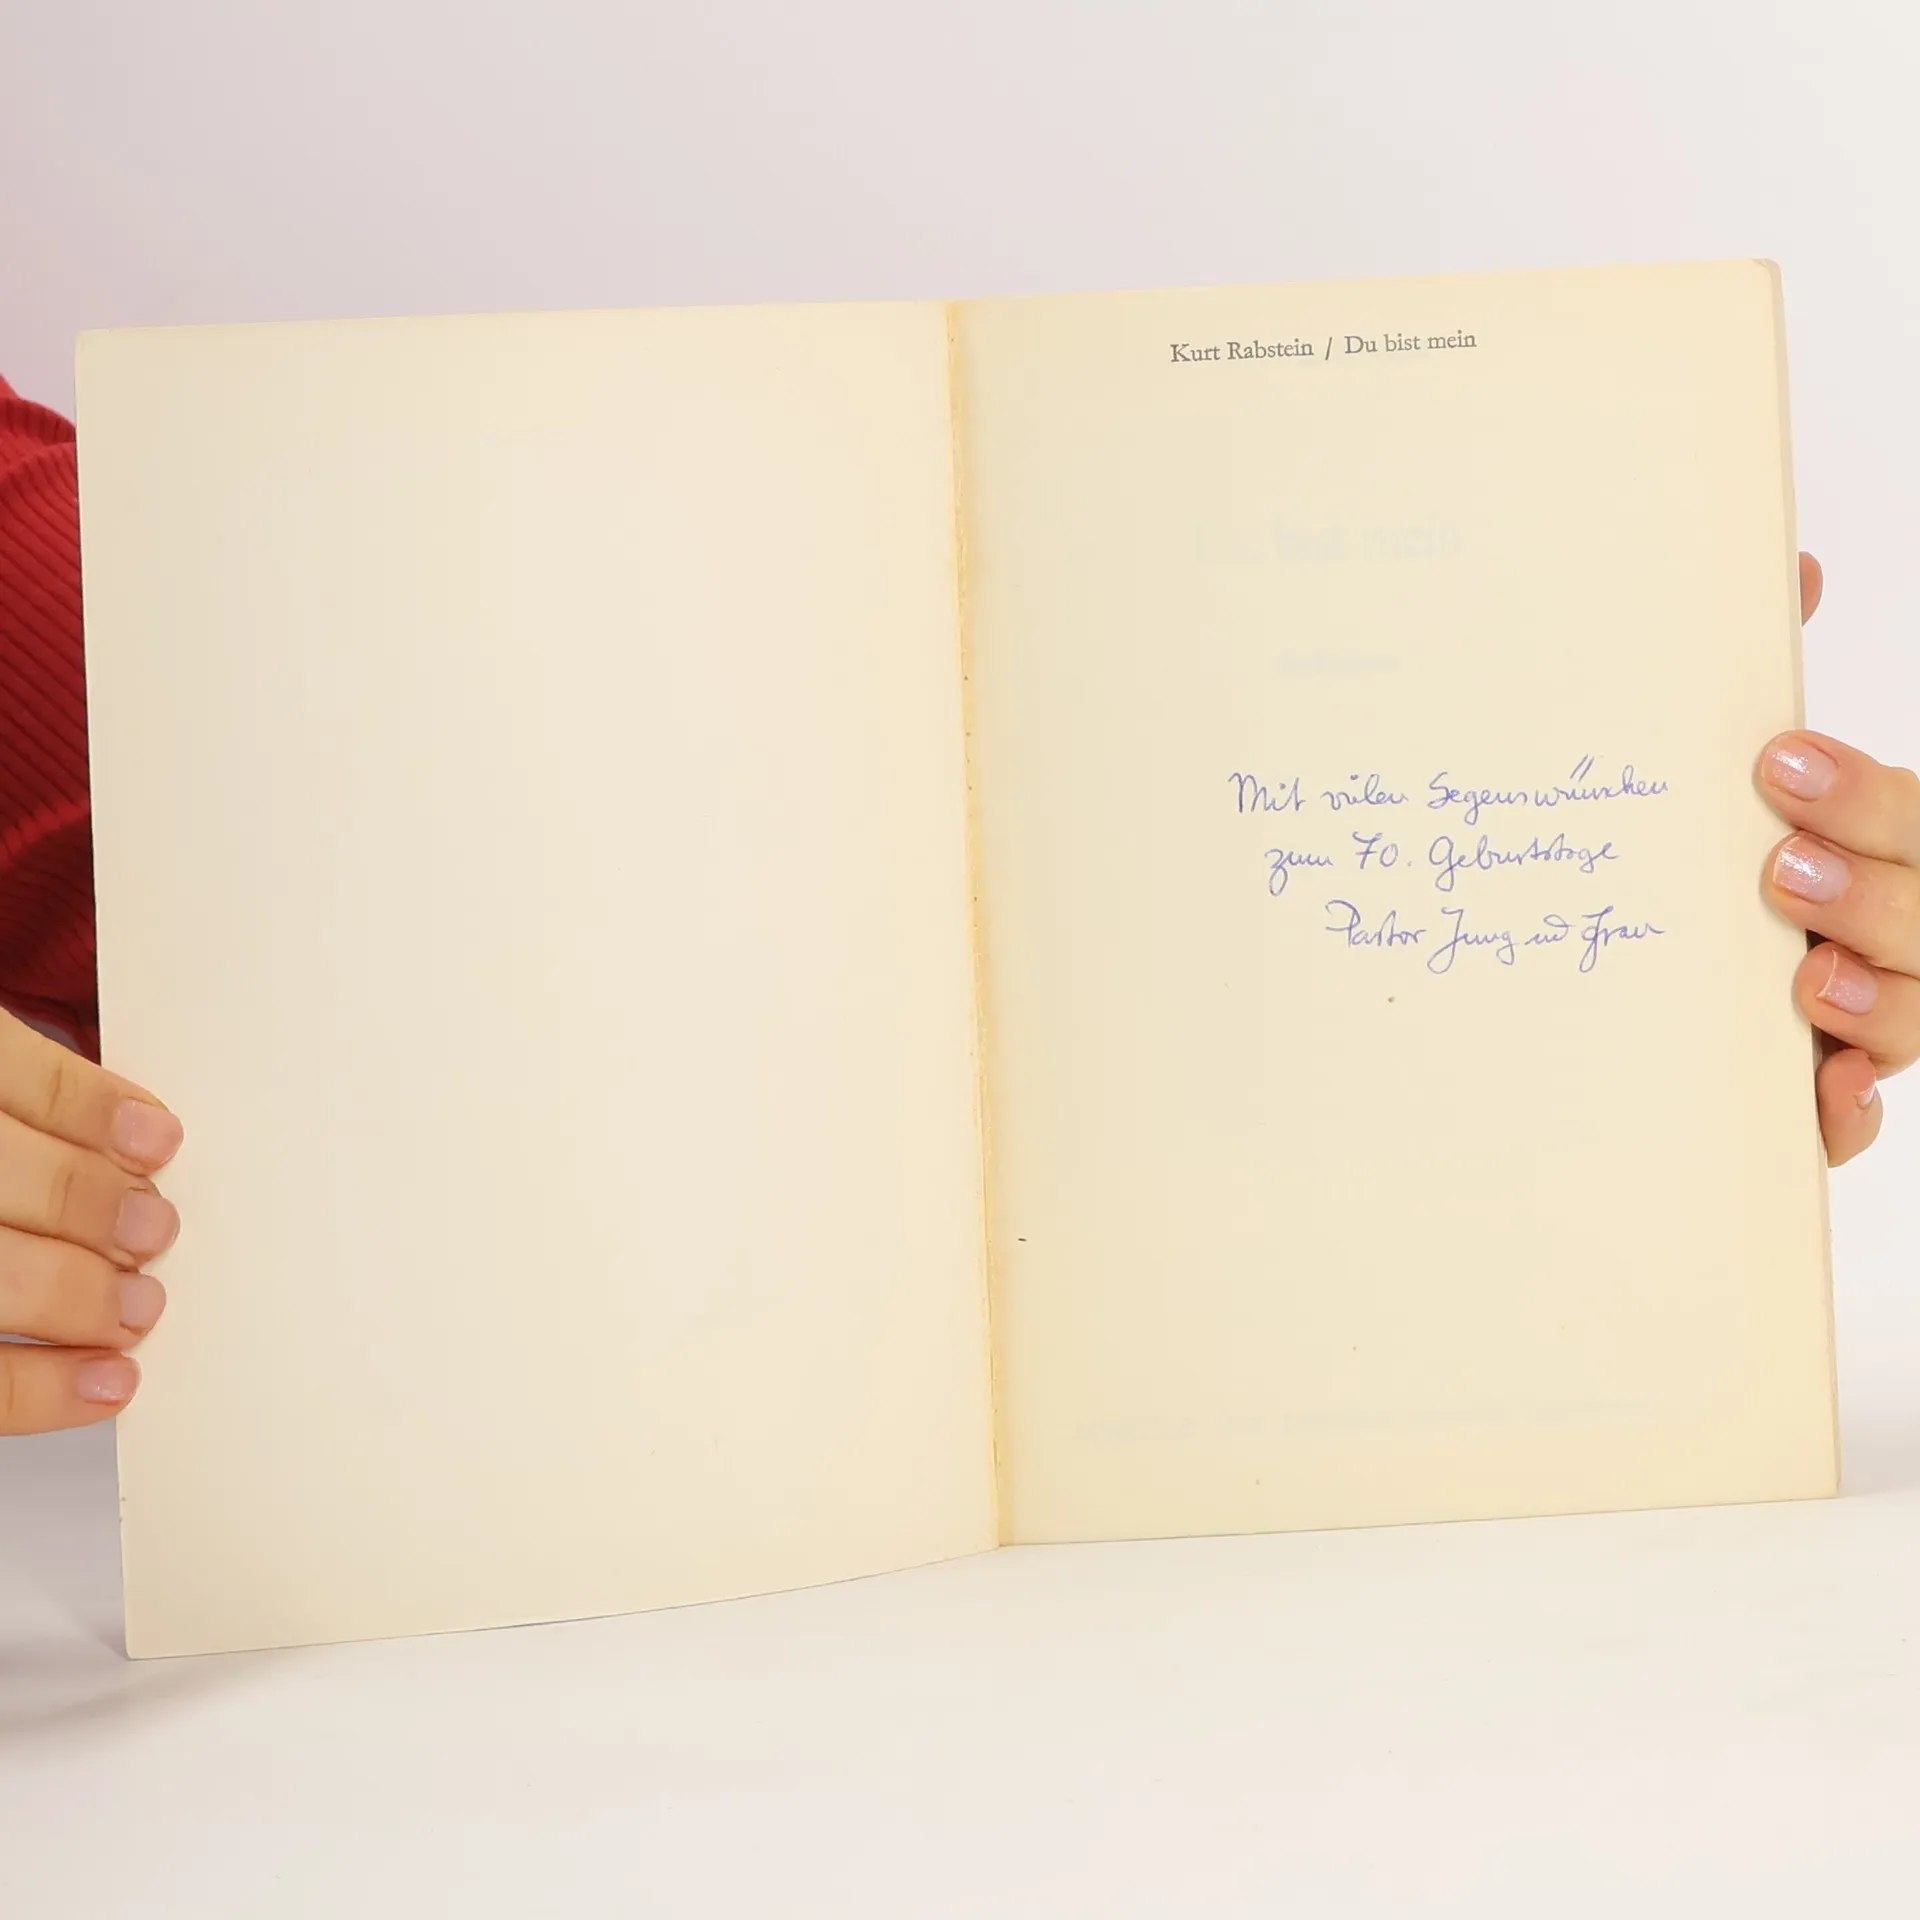 Kurt Rabstein / Du bist mein
Mit vielen Segenswünschen
zum 70. Geburtstage
Pastor Jung und Frau